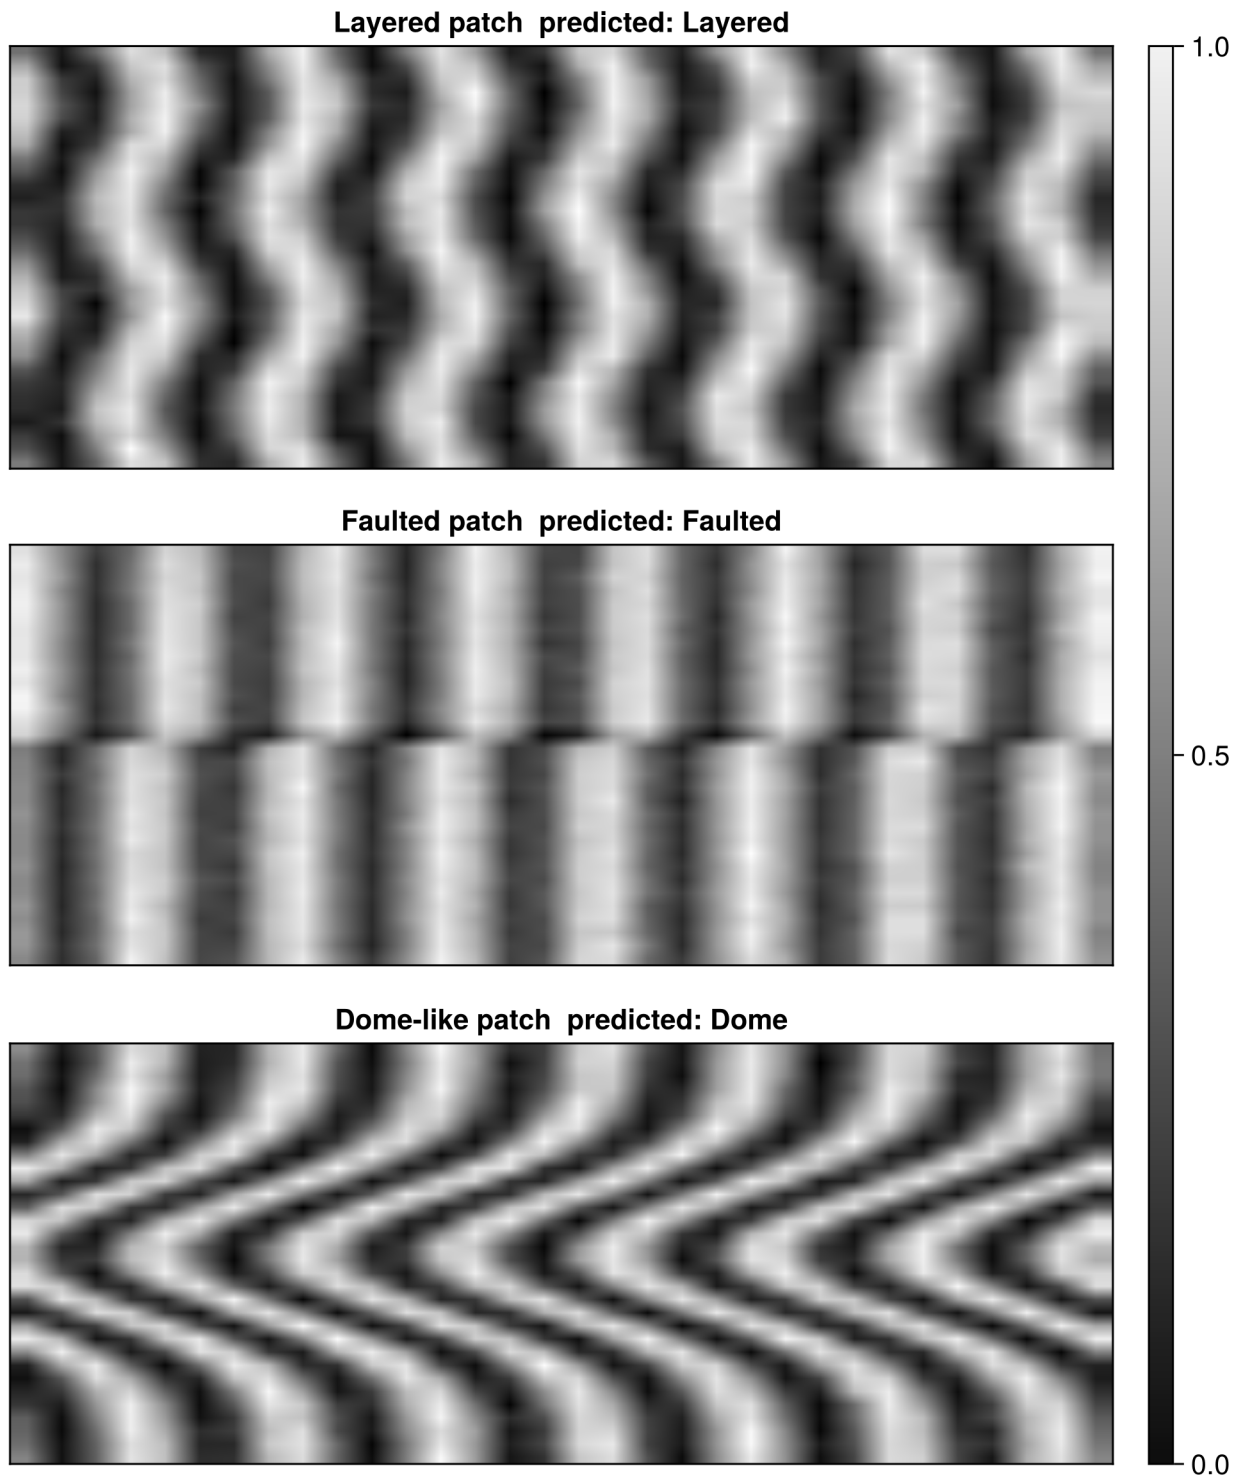 Layered patch  predicted: Layered
1.0
Faulted patch  predicted: Faulted
0.5
Dome-like patch  predicted: Dome
0.0